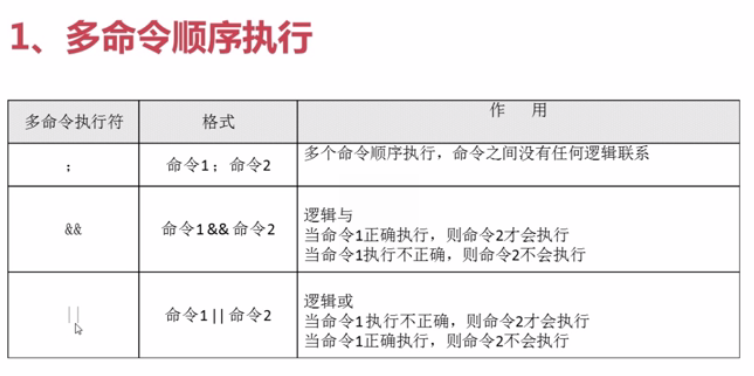 1、多命令顺序执行
多命令执行符 格式 作 用
; 命令1；命令2 多个命令顺序执行，命令之间没有任何逻辑联系
&& 命令1&& 命令2 逻辑与
当命令1正确执行，则命令2才会执行
当命令1执行不正确，则命令2不会执行
|| 命令1 || 命令2 逻辑或
当命令1 执行不正确，则命令2才会执行
当命令1正确执行，则命令2不会执行